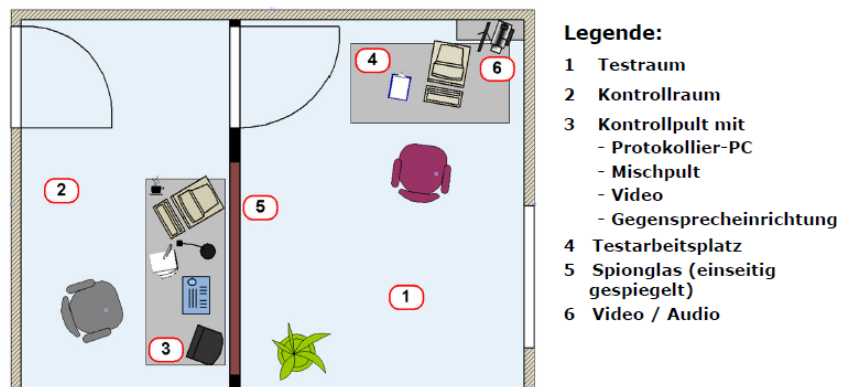 4
6
2
5
1
3
Legende:
1 Testraum
2 Kontrollraum
3 Kontrollpult mit
- Protokollier-PC
- Mischpult
- Video
- Gegensprecheinrichtung
4 Testarbeitsplatz
5 Spionglas (einseitig
gespiegelt)
6 Video / Audio